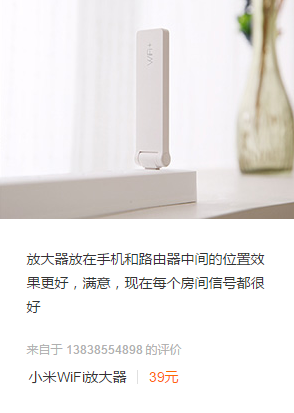 WiFi+
放大器放在手机和路由器中间的位置效
果更好，满意，现在每个房间信号都很
好
来自于 13838554898 的评价
小米WiFi放大器 39元